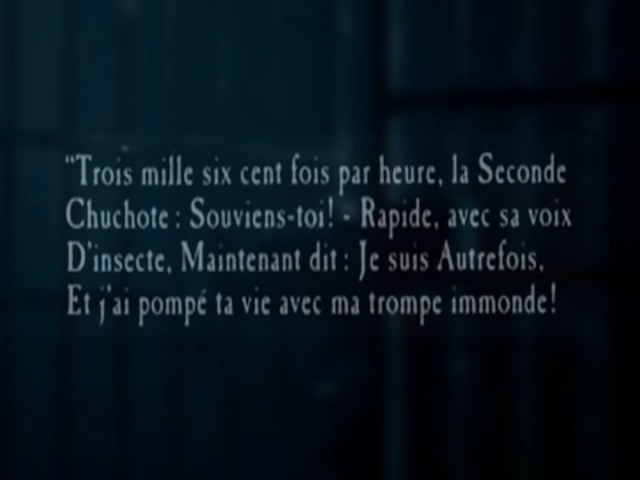 “Trois mille six cent fois par heure, la Seconde
Chuchote : Souviens-toi! - Rapide, avec sa voix
D'insecte, Maintenant dit : Je suis Autrefois,
Et j'ai pompé ta vie avec ma trompe immonde!